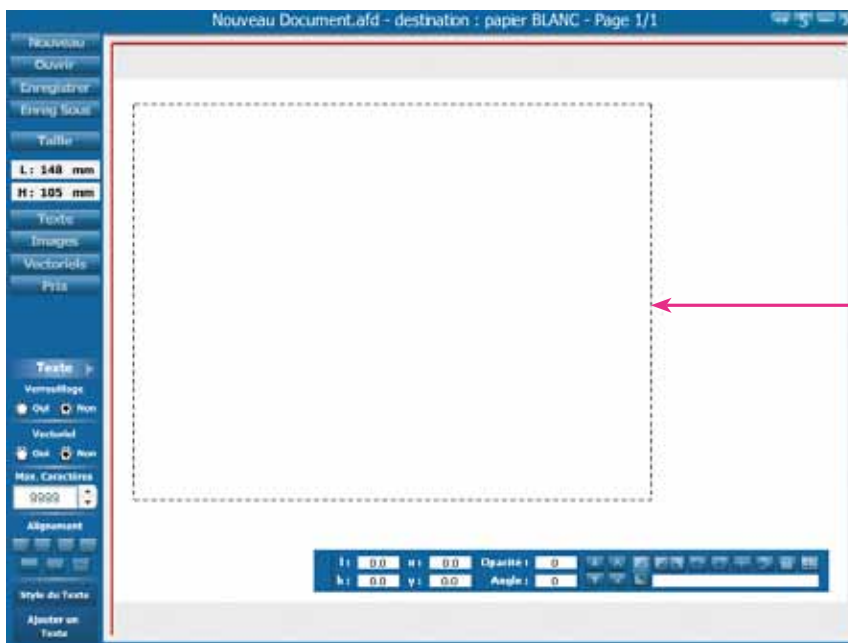 Nouveau Document.afd - destination : papier BLANC - Page 1/1
Nouveau
Ouvrir
Enregistrer
Enreg Sous
Taille
L: 148 mm
H: 105 mm
Texte
Images
Vectoriels
Prix
Texte
Verrouillage
Oui Non
Vectoriel
Oui Non
Max. Caractères
9999
Alignement
Style du Texte
Ajouter un
Texte
l: 0.0 x: 0.0 Opacité : 0
h: 0.0 y: 0.0 Angle : 0